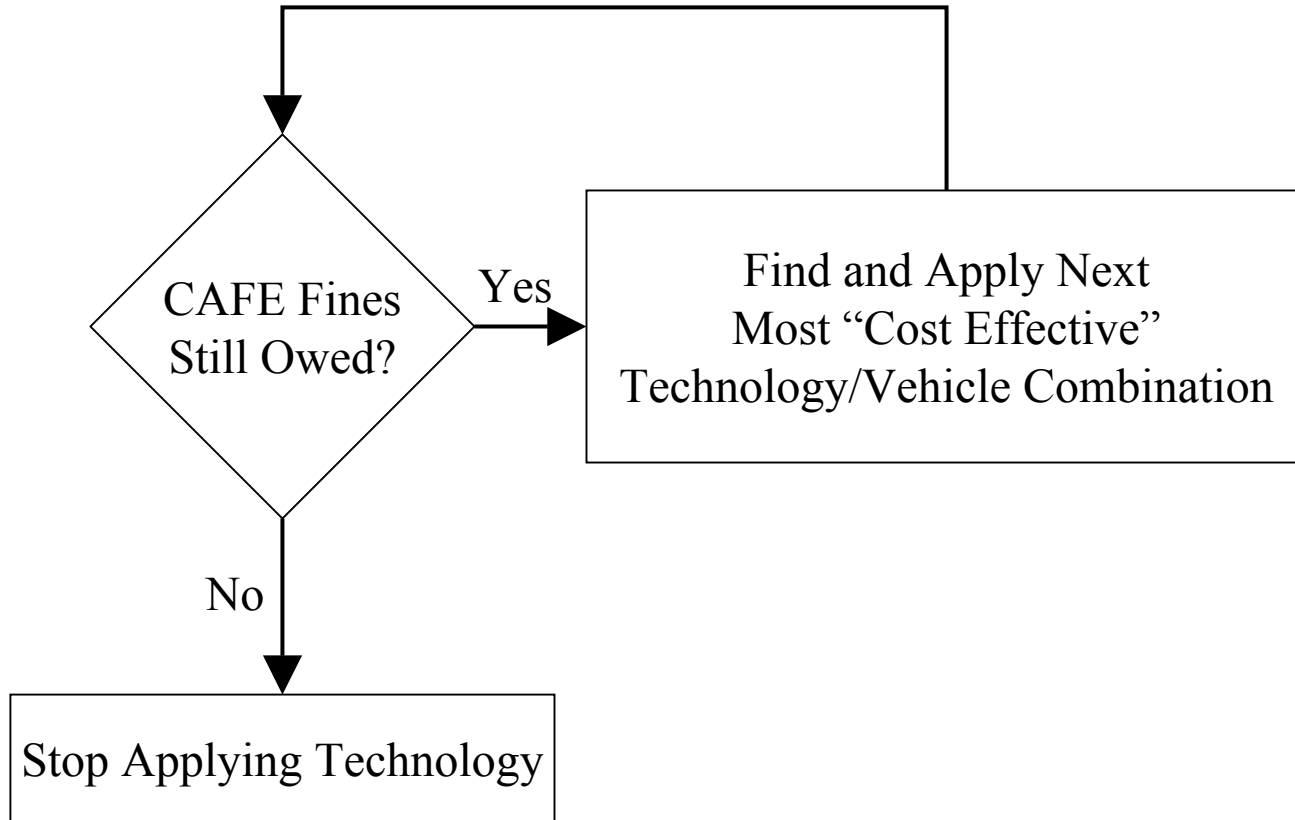 CAFE Fines
Still Owed?
Yes
Find and Apply Next
Most “Cost Effective”
Technology/Vehicle Combination
No
Stop Applying Technology